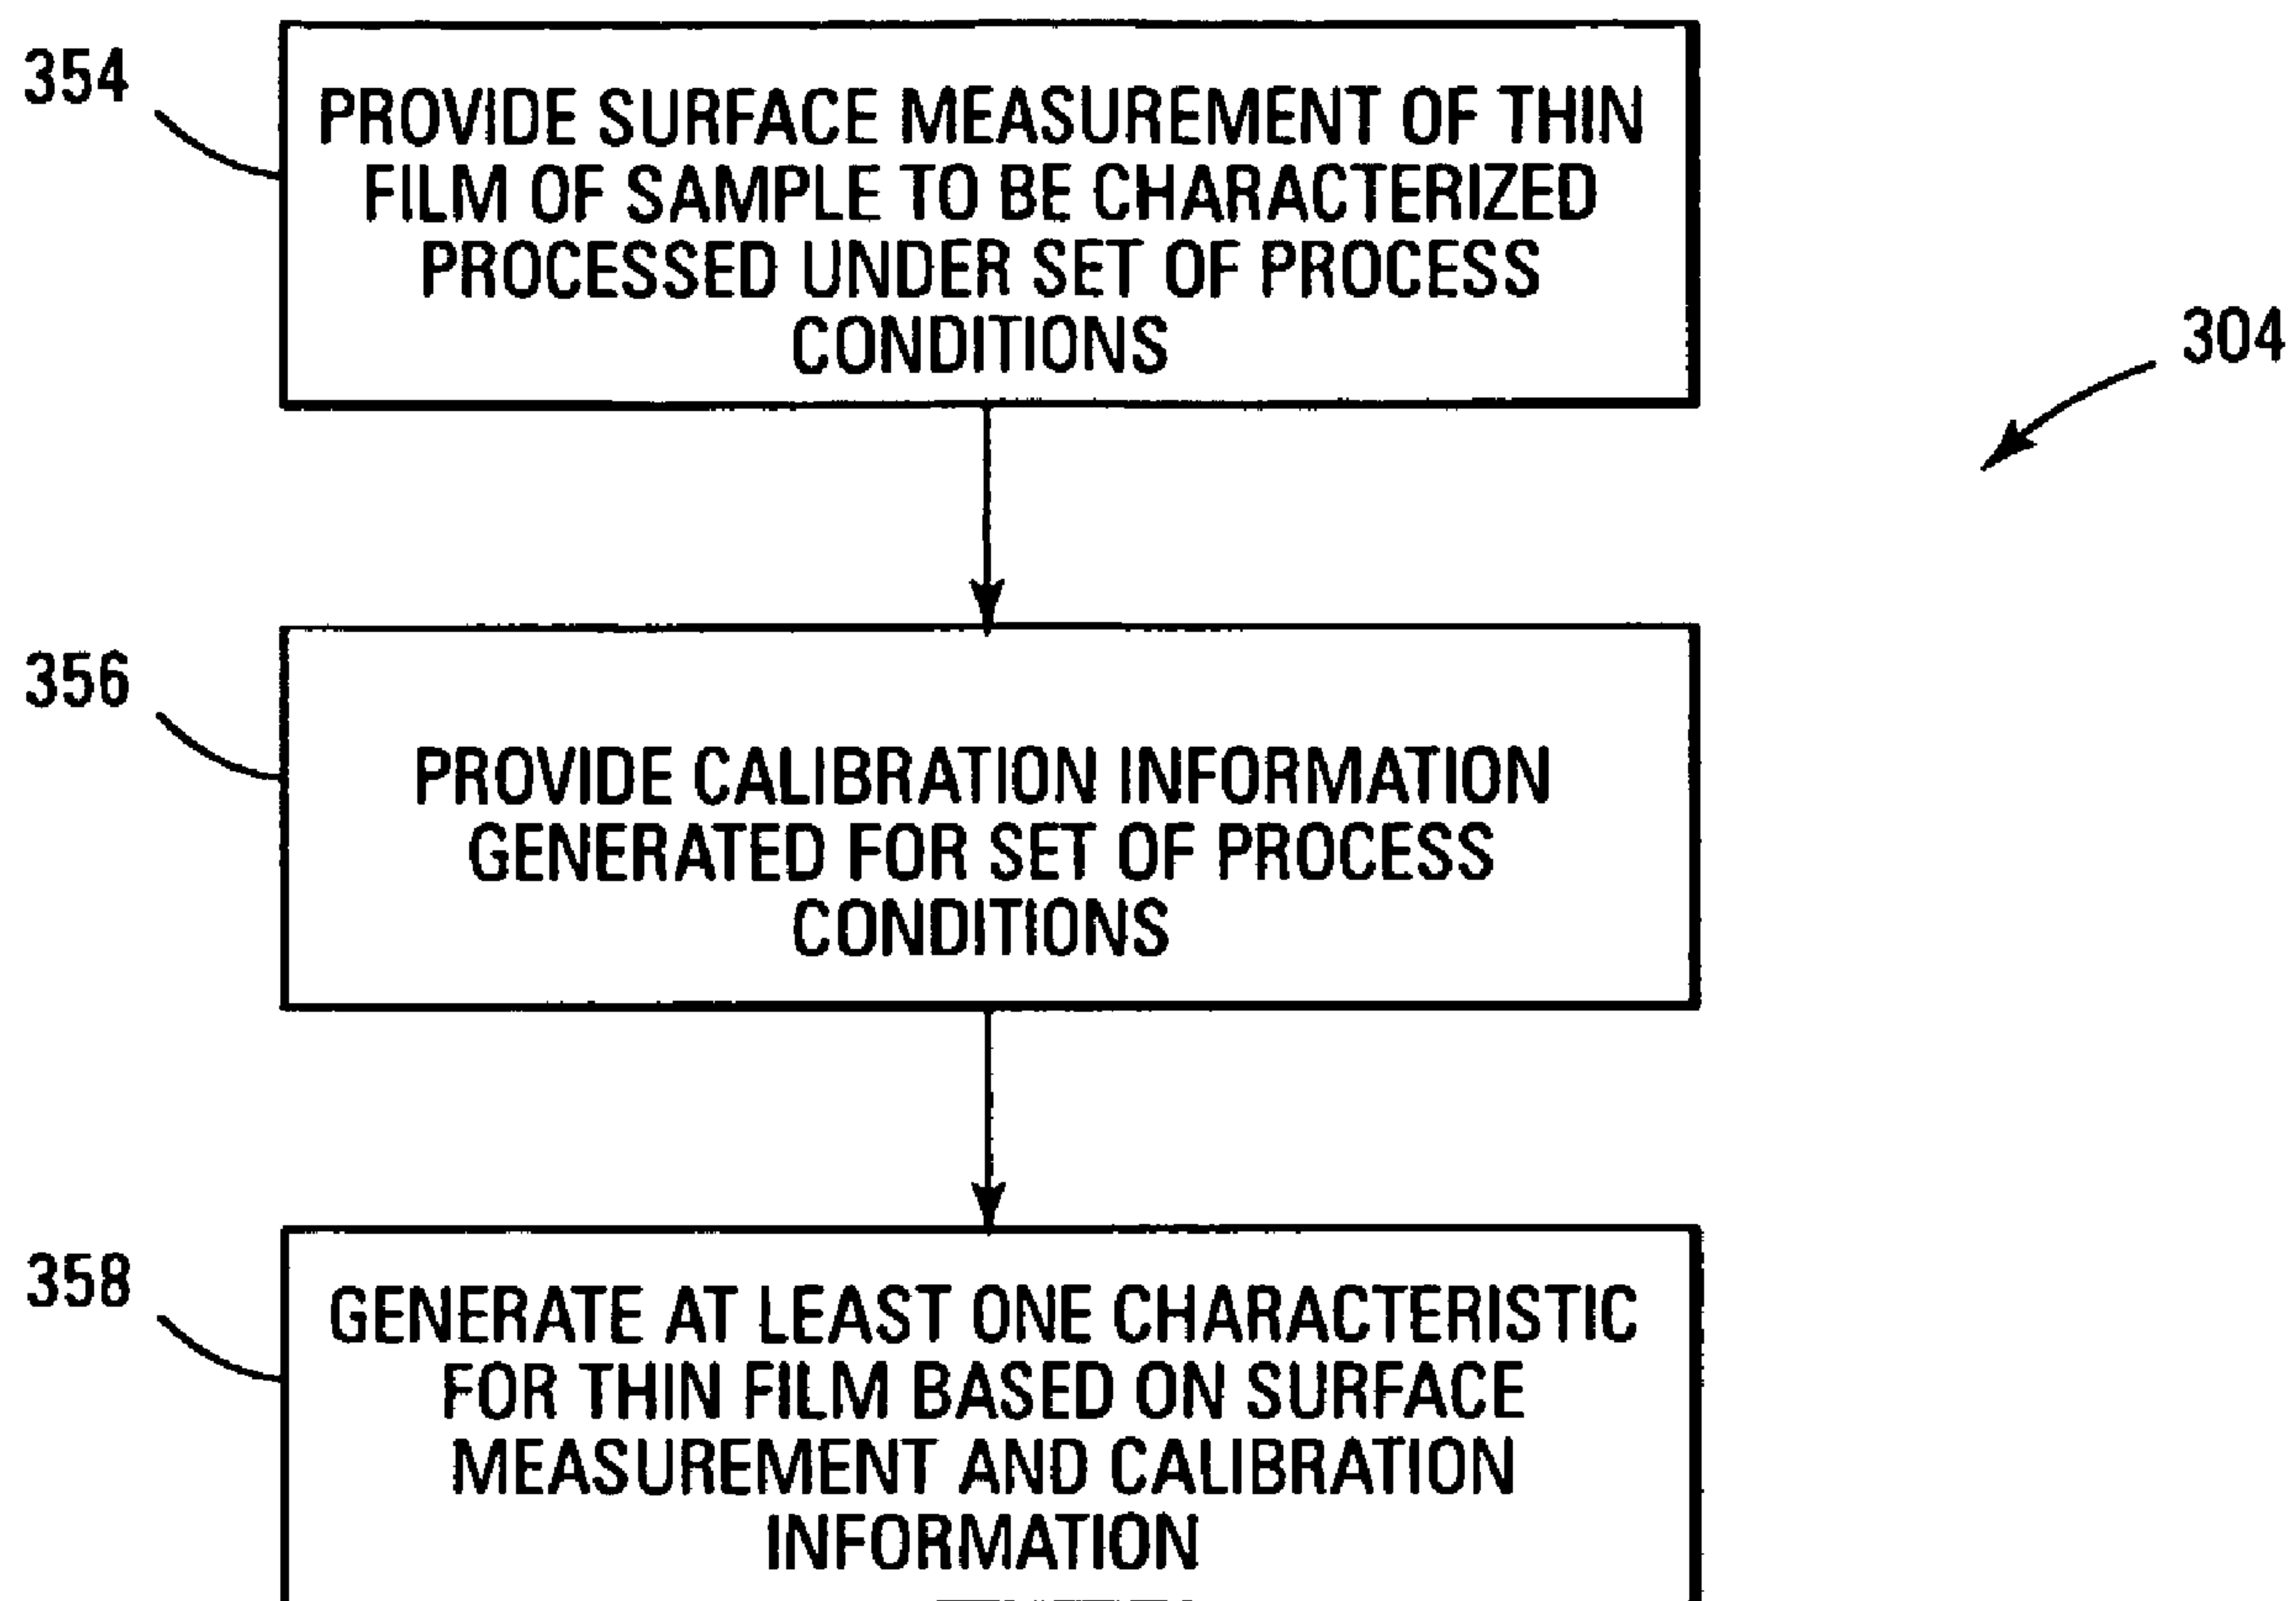 354
PROVIDE SURFACE MEASUREMENT OF THIN
FILM OF SAMPLE TO BE CHARACTERIZED
PROCESSED UNDER SET OF PROCESS
CONDITIONS
304
356
PROVIDE CALIBRATION INFORMATION
GENERATED FOR SET OF PROCESS
CONDITIONS
358
GENERATE AT LEAST ONE CHARACTERISTIC
FOR THIN FILM BASED ON SURFACE
MEASUREMENT AND CALIBRATION
INFORMATION